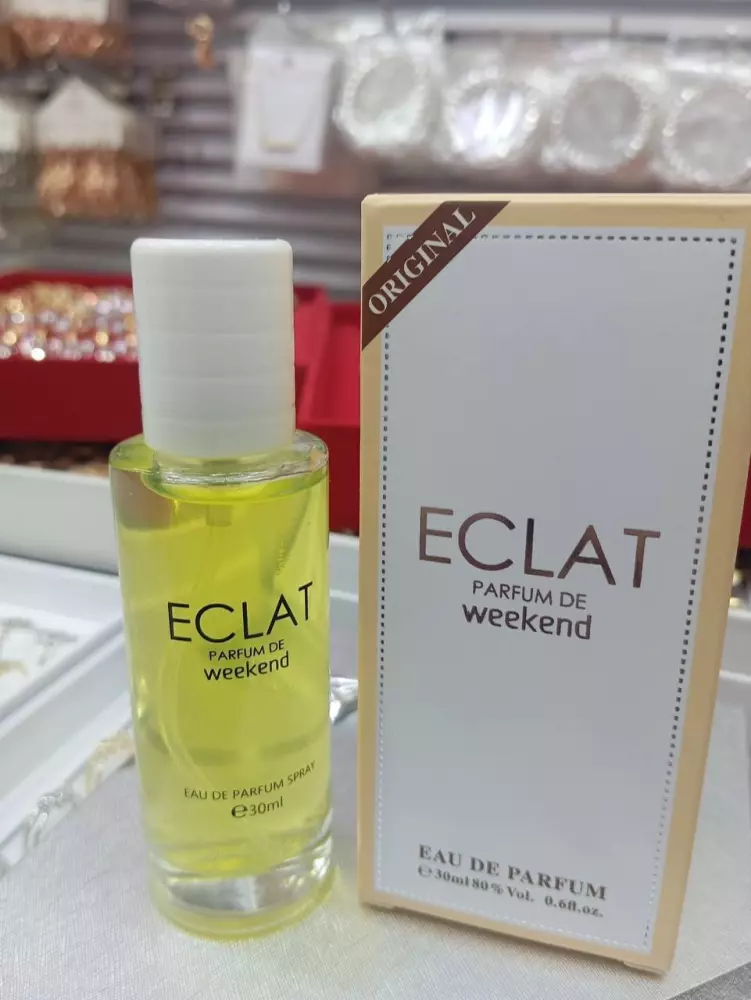 ECLAT
PARFUM DE
weekend
EAU DE PARFUM SPRAY
℮30ml
ORIGINAL
ECLAT
PARFUM DE
weekend
EAU DE PARFUM
℮30ml 80% Vol. 0.6fl.oz.